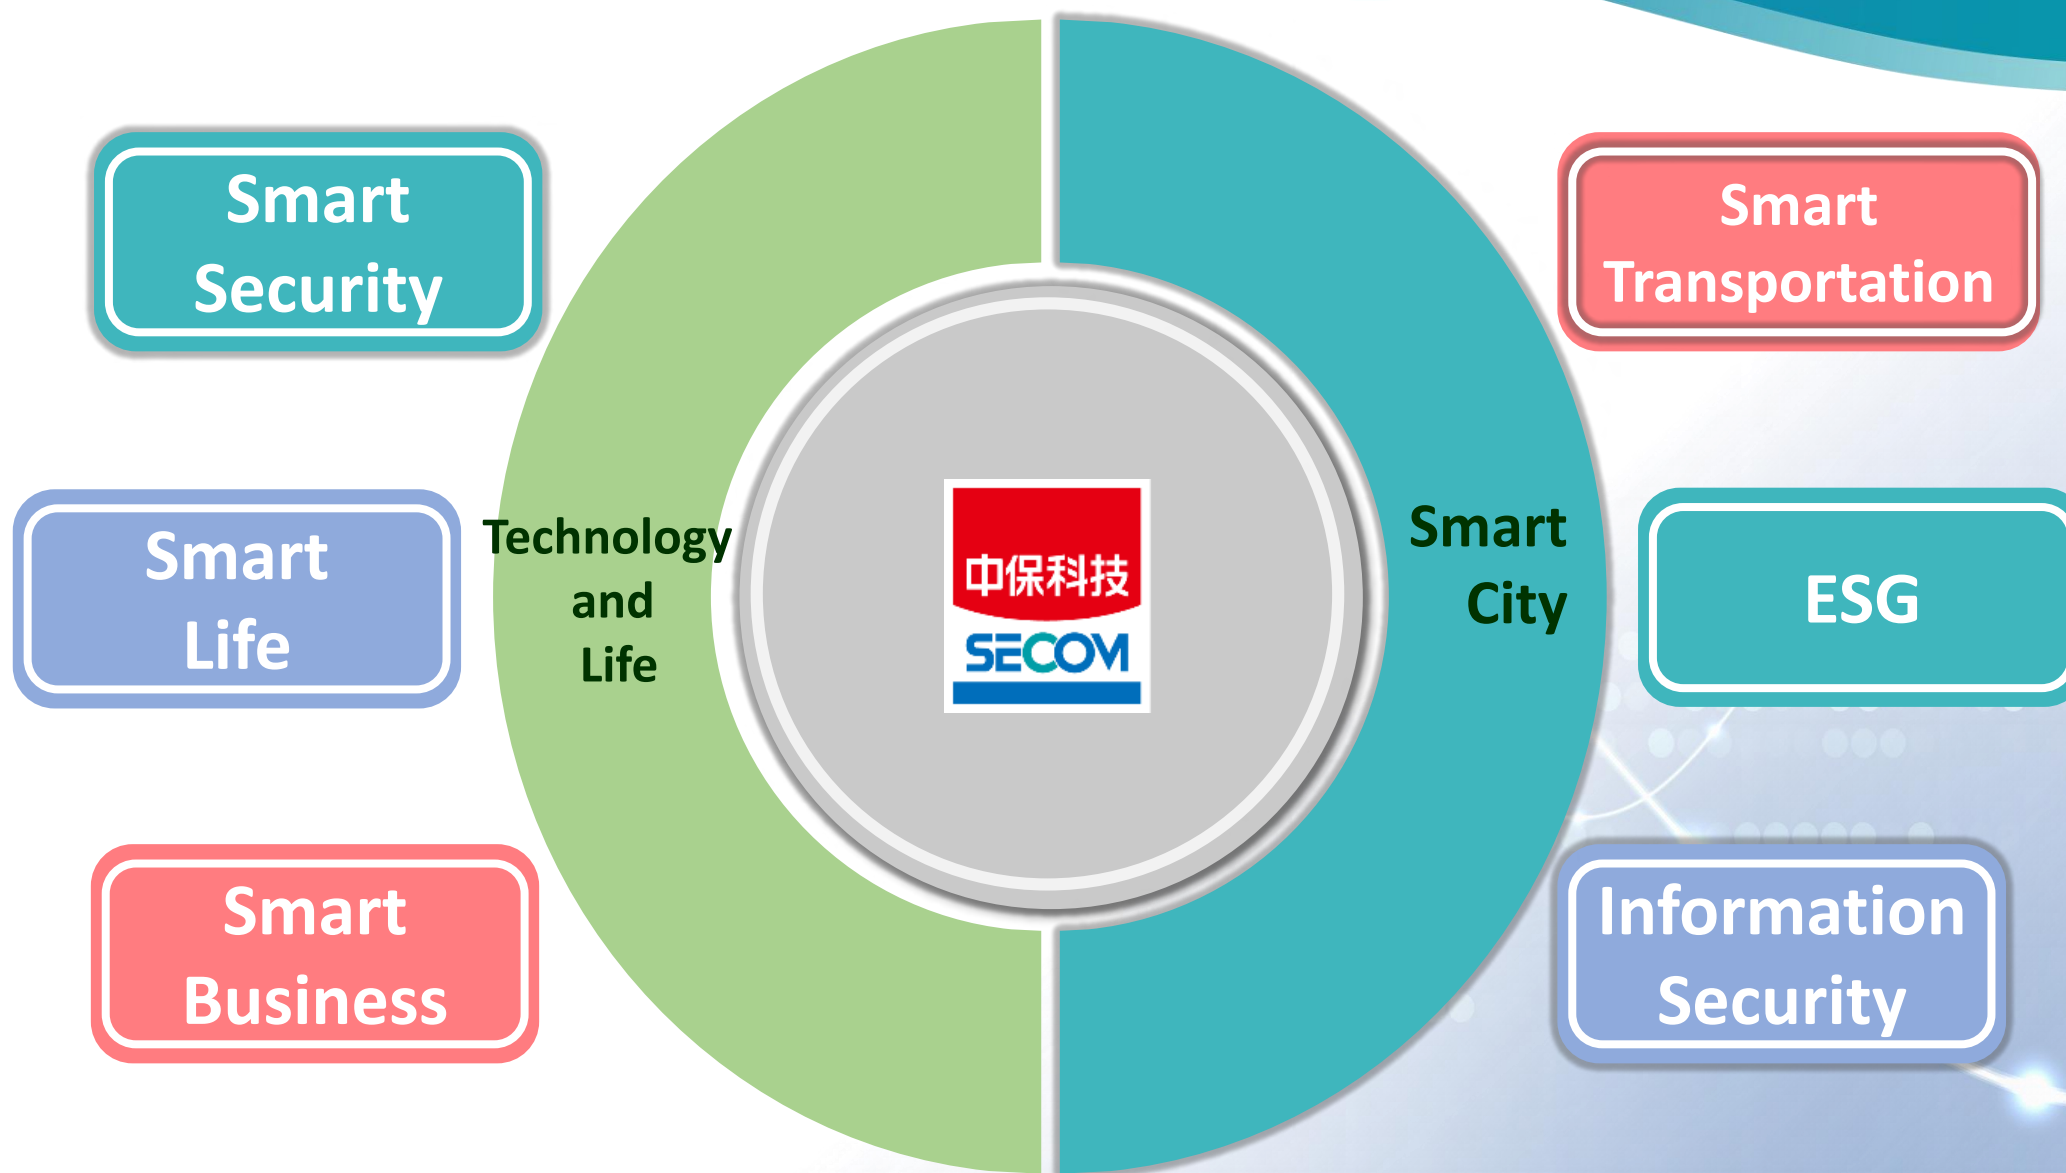 Smart
Security
Smart
Life
Smart
Business
Technology
and
Life
中保科技
SECOM
Smart
City
Smart
Transportation
ESG
Information
Security